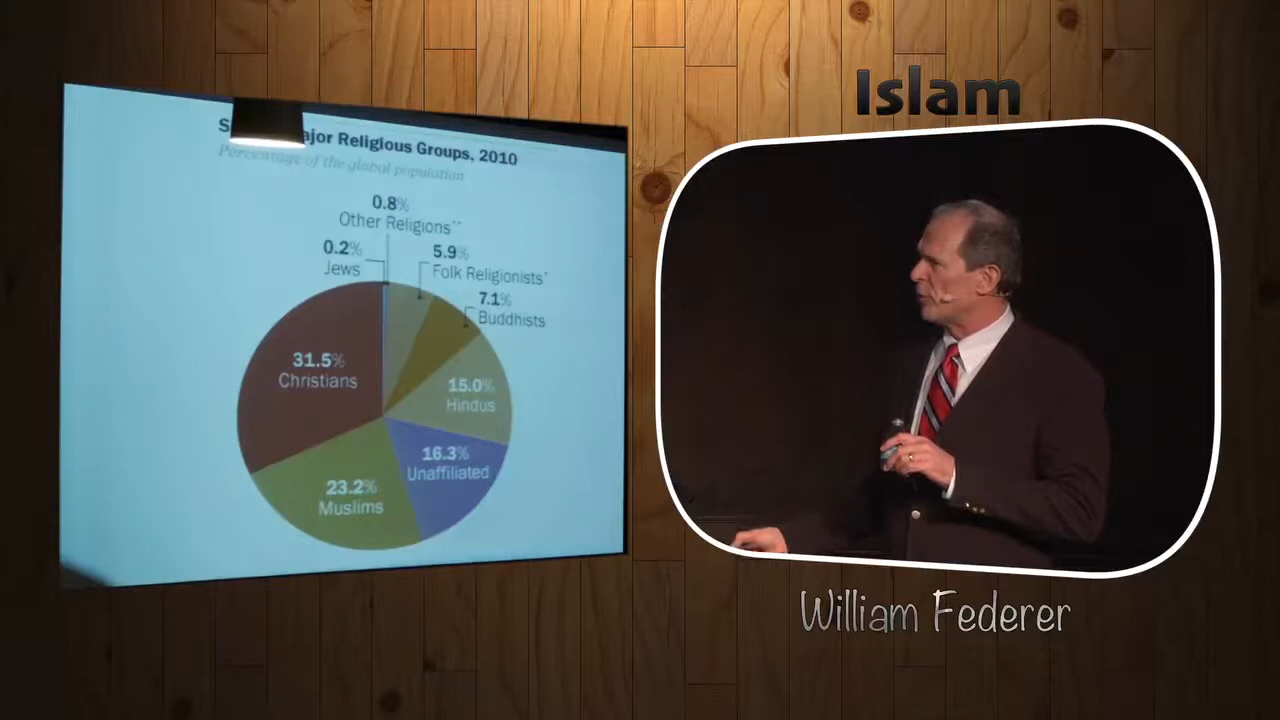 Islam
ajor Religious Groups, 2010
Percentage of the global population
0.8%
Other Religions**
0.2%
Jews
5.9%
Folk Religionists*
7.1%
Buddhists
31.5%
Christians
15.0%
Hindus
16.3%
Unaffiliated
23.2%
Muslims
William Federer